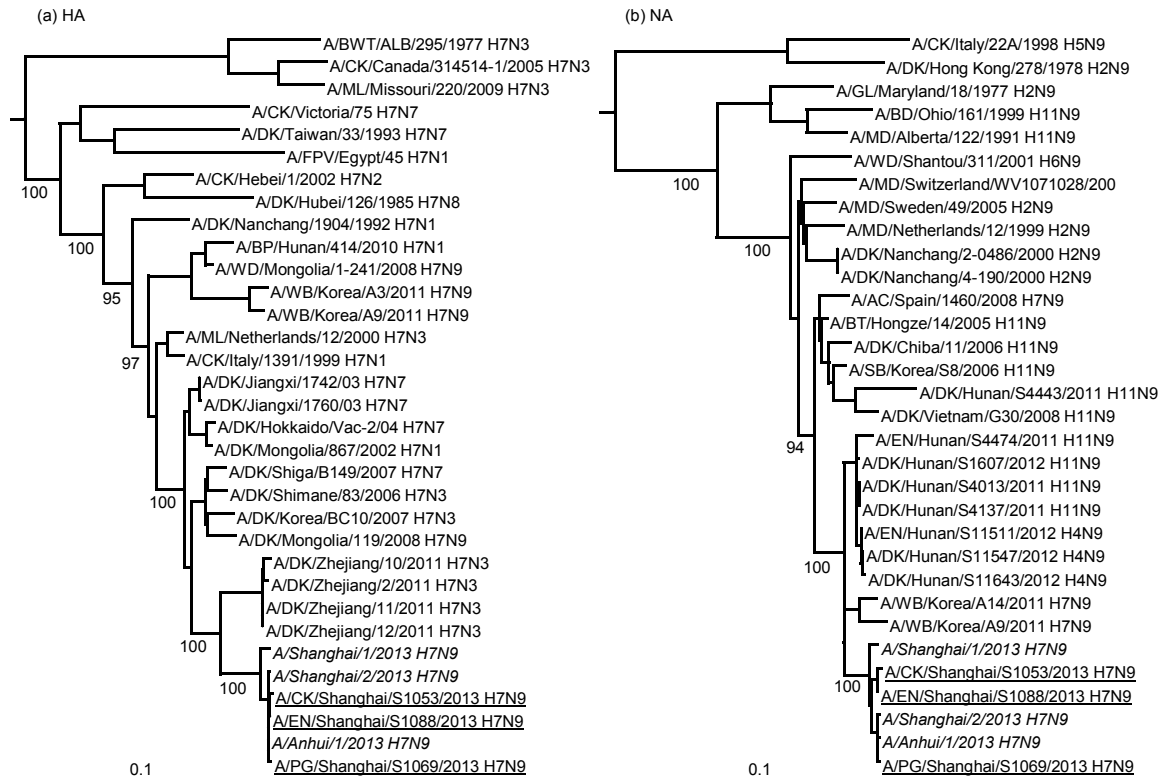 (a) HA
A/BWT/ALB/295/1977 H7N3
A/CK/Canada/314514-1/2005 H7N3
A/ML/Missouri/220/2009 H7N3
A/CK/Victoria/75 H7N7
A/DK/Taiwan/33/1993 H7N7
A/FPV/Egypt/45 H7N1
100
A/CK/Hebei/1/2002 H7N2
A/DK/Hubei/126/1985 H7N8
100
A/DK/Nanchang/1904/1992 H7N1
A/BP/Hunan/414/2010 H7N1
A/WD/Mongolia/1-241/2008 H7N9
95
A/WB/Korea/A3/2011 H7N9
A/WB/Korea/A9/2011 H7N9
A/ML/Netherlands/12/2000 H7N3
97
A/CK/Italy/1391/1999 H7N1
A/DK/Jiangxi/1742/03 H7N7
A/DK/Jiangxi/1760/03 H7N7
A/DK/Hokkaido/Vac-2/04 H7N7
A/DK/Mongolia/867/2002 H7N1
A/DK/Shiga/B149/2007 H7N7
100
A/DK/Shimane/83/2006 H7N3
A/DK/Korea/BC10/2007 H7N3
A/DK/Mongolia/119/2008 H7N9
A/DK/Zhejiang/10/2011 H7N3
A/DK/Zhejiang/2/2011 H7N3
A/DK/Zhejiang/11/2011 H7N3
A/DK/Zhejiang/12/2011 H7N3
100
A/Shanghai/1/2013 H7N9
A/Shanghai/2/2013 H7N9
100
A/CK/Shanghai/S1053/2013 H7N9
A/EN/Shanghai/S1088/2013 H7N9
A/Anhui/1/2013 H7N9
A/PG/Shanghai/S1069/2013 H7N9
0.1
(b) NA
A/CK/Italy/22A/1998 H5N9
A/DK/Hong Kong/278/1978 H2N9
A/GL/Maryland/18/1977 H2N9
A/BD/Ohio/161/1999 H11N9
A/MD/Alberta/122/1991 H11N9
A/WD/Shantou/311/2001 H6N9
100
A/MD/Switzerland/WV1071028/200
A/MD/Sweden/49/2005 H2N9
A/MD/Netherlands/12/1999 H2N9
100
A/DK/Nanchang/2-0486/2000 H2N9
A/DK/Nanchang/4-190/2000 H2N9
A/AC/Spain/1460/2008 H7N9
A/BT/Hongze/14/2005 H11N9
A/DK/Chiba/11/2006 H11N9
A/SB/Korea/S8/2006 H11N9
A/DK/Hunan/S4443/2011 H11N9
A/DK/Vietnam/G30/2008 H11N9
94
A/EN/Hunan/S4474/2011 H11N9
A/DK/Hunan/S1607/2012 H11N9
A/DK/Hunan/S4013/2011 H11N9
A/DK/Hunan/S4137/2011 H11N9
A/EN/Hunan/S11511/2012 H4N9
A/DK/Hunan/S11547/2012 H4N9
100
A/DK/Hunan/S11643/2012 H4N9
A/WB/Korea/A14/2011 H7N9
A/WB/Korea/A9/2011 H7N9
A/Shanghai/1/2013 H7N9
A/CK/Shanghai/S1053/2013 H7N9
100
A/EN/Shanghai/S1088/2013 H7N9
A/Shanghai/2/2013 H7N9
A/Anhui/1/2013 H7N9
A/PG/Shanghai/S1069/2013 H7N9
0.1